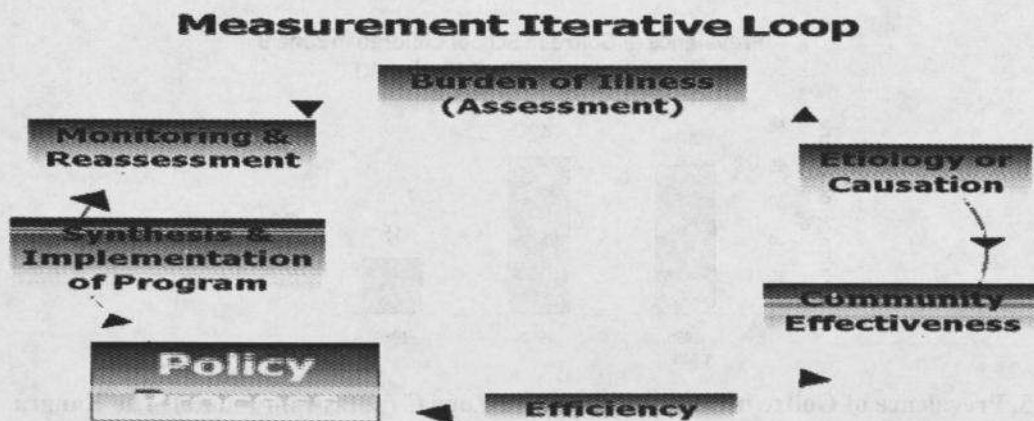 Measurement Iterative Loop
Burden of Illness
(Assessment)
Monitoring &
Reassessment
Etiology or
Causation
Synthesis &
Implementation
of Program
Community
Effectiveness
Policy
Efficiency